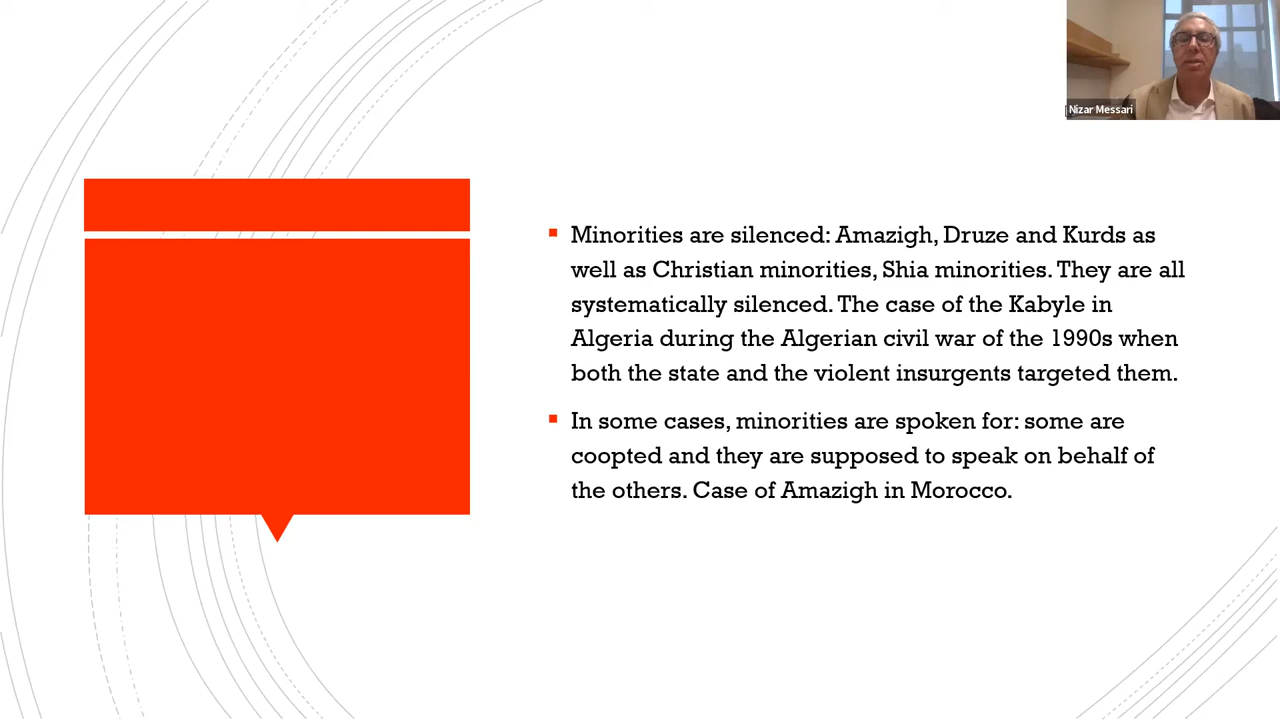 Nizar Messari
Minorities are silenced: Amazigh, Druze and Kurds as
well as Christian minorities, Shia minorities. They are all
systematically silenced. The case of the Kabyle in
Algeria during the Algerian civil war of the 1990s when
both the state and the violent insurgents targeted them.
In some cases, minorities are spoken for: some are
coopted and they are supposed to speak on behalf of
the others. Case of Amazigh in Morocco.